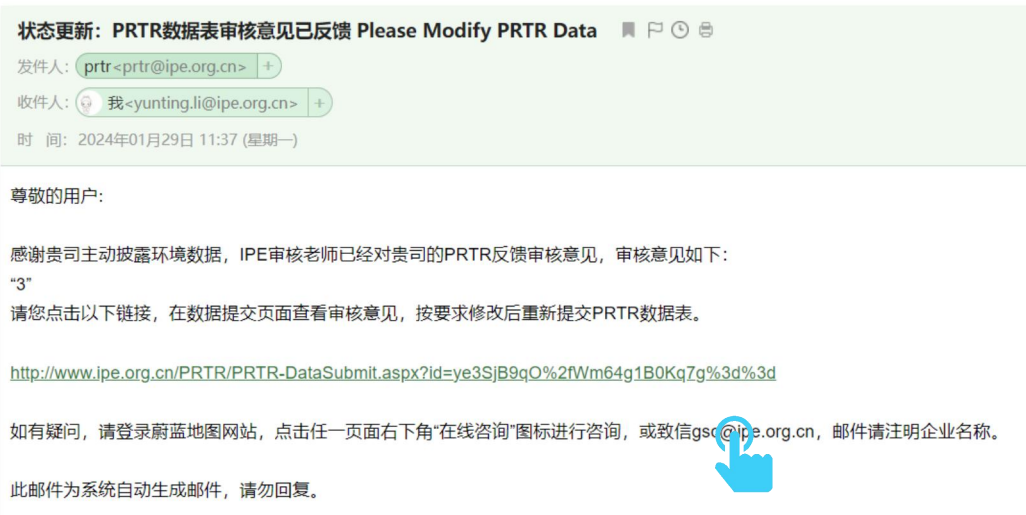 状态更新：PRTR数据表审核意见已反馈 Please Modify PRTR Data
发件人：prtr<prtr@ipe.org.cn> +
收件人：我<yunting.li@ipe.org.cn> +
时 间：2024年01月29日 11:37 (星期一)
尊敬的用户:
感谢贵司主动披露环境数据，IPE审核老师已经对贵司的PRTR反馈审核意见，审核意见如下：
“3”
请您点击以下链接，在数据提交页面查看审核意见，按要求修改后重新提交PRTR数据表。
http://www.ipe.org.cn/PRTR/PRTR-DataSubmit.aspx?id=ye3SjB9qO%2fWm64g1B0Kq7g%3d%3d
如有疑问，请登录蔚蓝地图网站，点击任一页面右下角“在线咨询”图标进行咨询，或致信gsc@ipe.org.cn，邮件请注明企业名称。
此邮件为系统自动生成邮件，请勿回复。